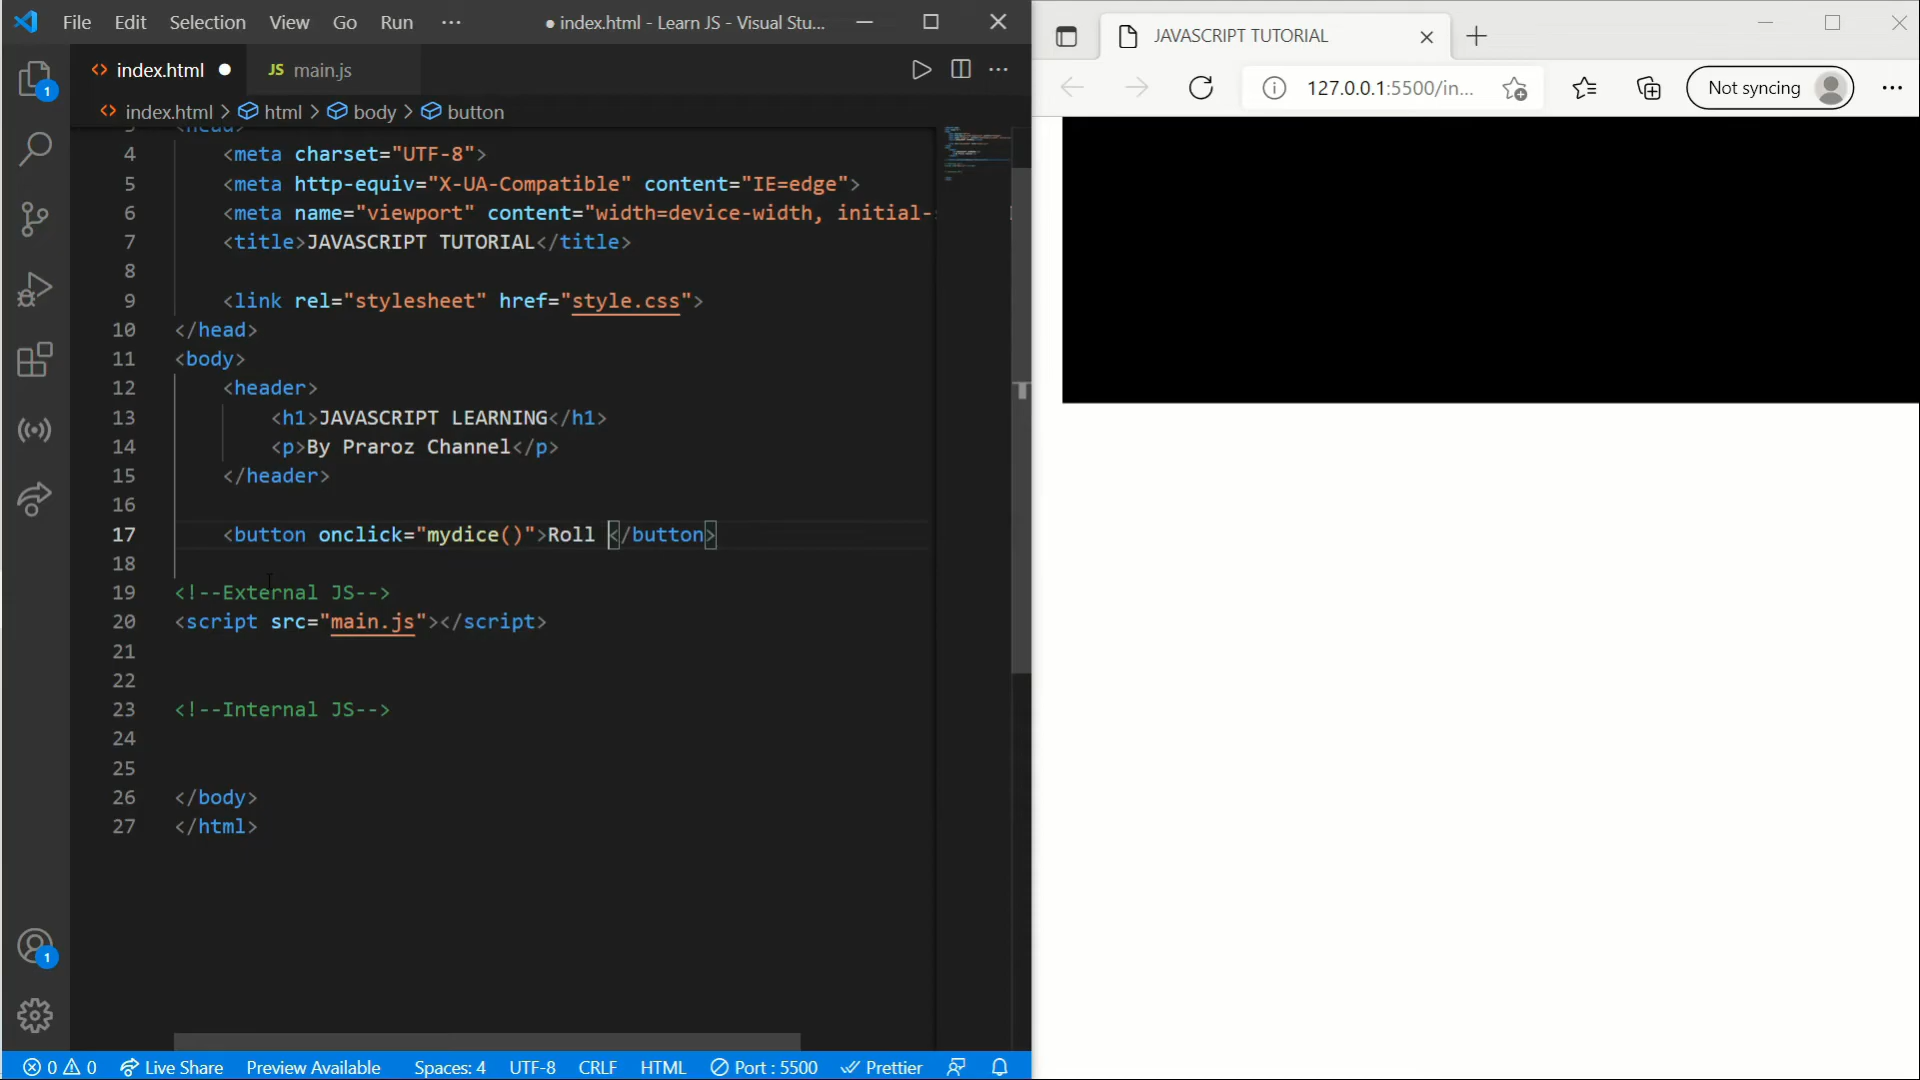 File Edit Selection View Go Run ··· ● index.html - Learn JS - Visual Stu...
JAVASCRIPT TUTORIAL
index.html JS main.js
127.0.0.1:5500/in... Not syncing
1
index.html > html > body > button
4 <meta charset="UTF-8">
5 <meta http-equiv="X-UA-Compatible" content="IE=edge">
6 <meta name="viewport" content="width=device-width, initial-
7 <title>JAVASCRIPT TUTORIAL</title>
8
9 <link rel="stylesheet" href="style.css">
10 </head>
11 <body>
12 <header>
13 <h1>JAVASCRIPT LEARNING</h1>
14 <p>By Praroz Channel</p>
15 </header>
16
17 <button onclick="mydice()">Roll </button>
18
19 <!--External JS-->
20 <script src="main.js"></script>
21
22
23 <!--Internal JS-->
24
25
26 </body>
27 </html>
1
0 0 Live Share Preview Available Spaces: 4 UTF-8 CRLF HTML Port : 5500 Prettier